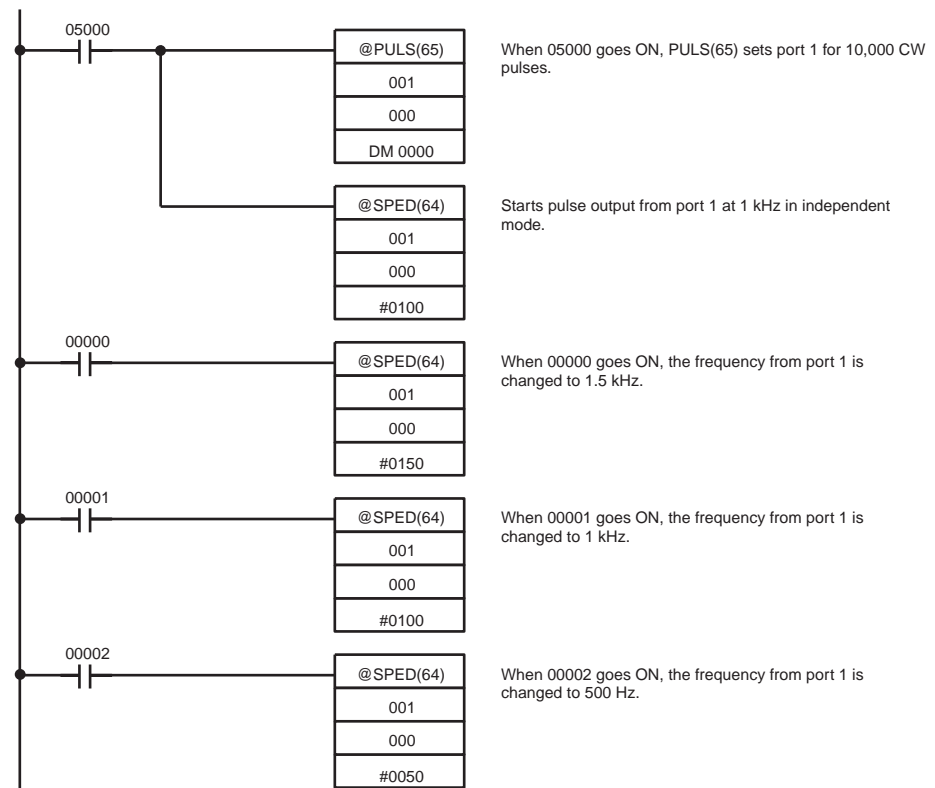 05000
@PULS(65)
001
000
DM 0000
When 05000 goes ON, PULS(65) sets port 1 for 10,000 CW
pulses.
@SPED(64)
001
000
#0100
Starts pulse output from port 1 at 1 kHz in independent
mode.
00000
@SPED(64)
001
000
#0150
When 00000 goes ON, the frequency from port 1 is
changed to 1.5 kHz.
00001
@SPED(64)
001
000
#0100
When 00001 goes ON, the frequency from port 1 is
changed to 1 kHz.
00002
@SPED(64)
001
000
#0050
When 00002 goes ON, the frequency from port 1 is
changed to 500 Hz.